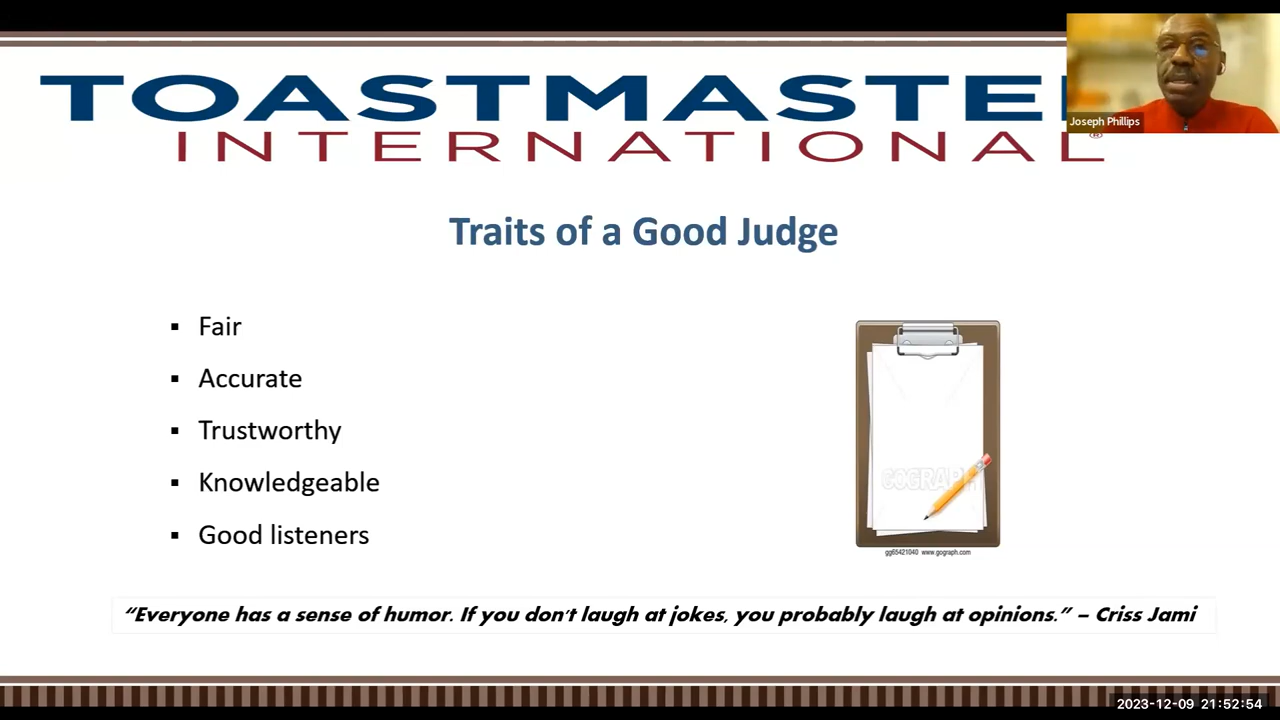 TOASTMASTE
INTERNATIONAL®
Joseph Phillips
Traits of a Good Judge
▪ Fair
▪ Accurate
▪ Trustworthy
▪ Knowledgeable
▪ Good listeners
GOGRAPH
gg65421040 www.gograph.com
“Everyone has a sense of humor. If you don't laugh at jokes, you probably laugh at opinions.” – Criss Jami
2023-12-09 21:52:54